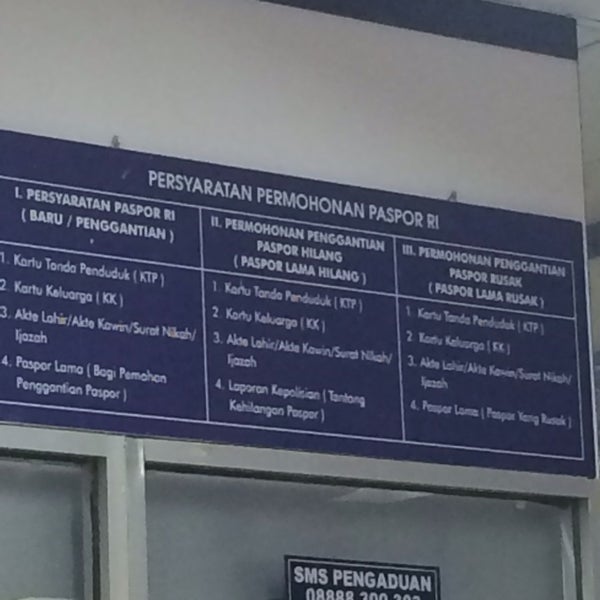 PERSYARATAN PERMOHONAN PASPOR RI
I. PERSYARATAN PASPOR RI
( BARU / PENGGANTIAN )
1. Kartu Tanda Penduduk ( KTP )
2. Kartu Keluarga ( KK )
3. Akte Lahir/Akte Kawin/Surat Nikah/
Ijazah
4. Paspor Lama ( Bagi Pemohon
Penggantian Paspor )
II. PERMOHONAN PENGGANTIAN
PASPOR HILANG
( PASPOR LAMA HILANG )
1. Kartu Tanda Penduduk ( KTP )
2. Kartu Keluarga ( KK )
3. Akte Lahir/Akte Kawin/Surat Nikah/
Ijazah
4. Laporan Kepolisian ( Tentang
Kehilangan Paspor )
III. PERMOHONAN PENGGANTIAN
PASPOR RUSAK
( PASPOR LAMA RUSAK )
1. Kartu Tanda Penduduk ( KTP )
2. Kartu Keluarga ( KK )
3. Akte Lahir/Akte Kawin/Surat Nikah/
Ijazah
4. Paspor Lama ( Paspor Yang Rusak )
SMS PENGADUAN